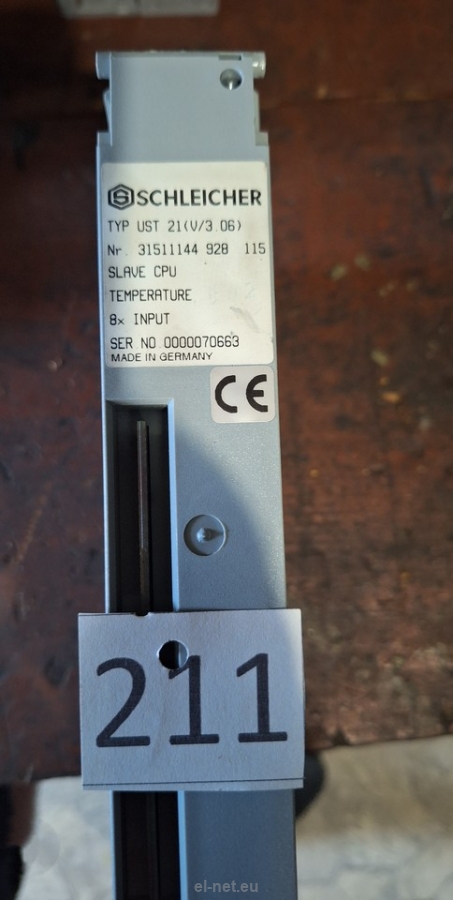 SCHLEICHER
TYP UST 21(V/3.06)
Nr. 31511144 928 115
SLAVE CPU
TEMPERATURE
8x INPUT
SER NO.0000070663
MADE IN GERMANY
CE
211
el-net.eu